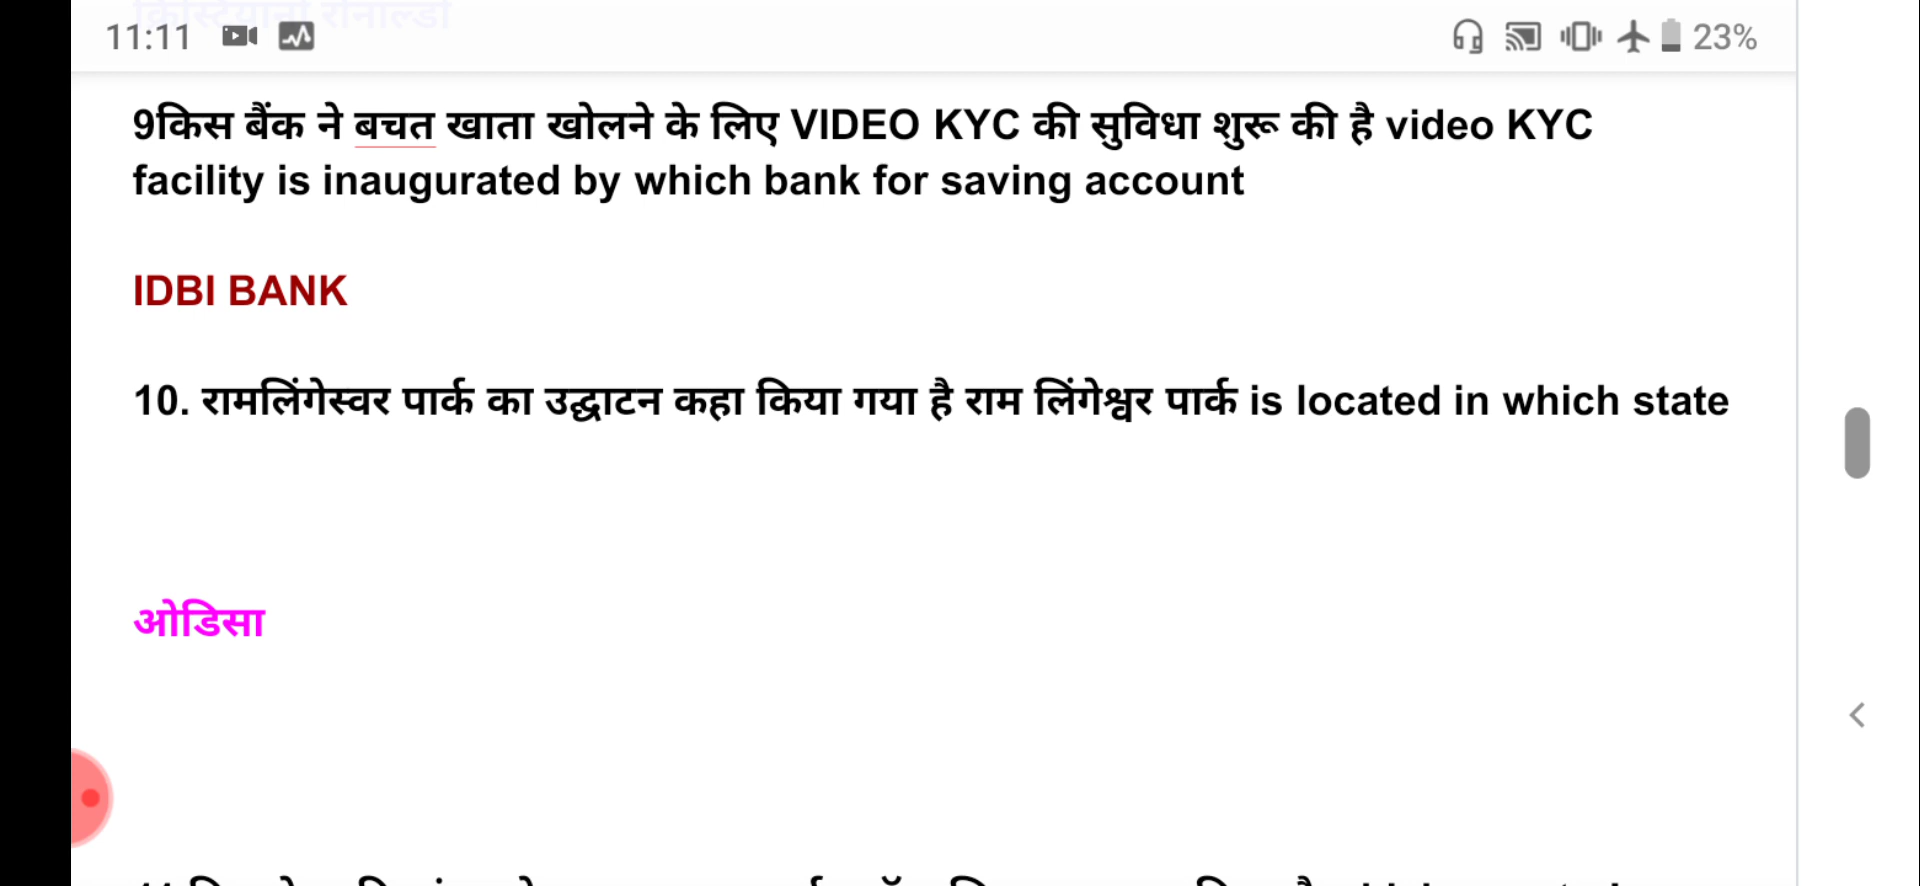 क्रिस्टियानो रोनाल्डो
11:11 23%
9किस बैंक ने बचत खाता खोलने के लिए VIDEO KYC की सुविधा शुरू की है video KYC
facility is inaugurated by which bank for saving account
IDBI BANK
10. रामलिंगेस्वर पार्क का उद्घाटन कहा किया गया है राम लिंगेश्वर पार्क is located in which state
ओडिसा